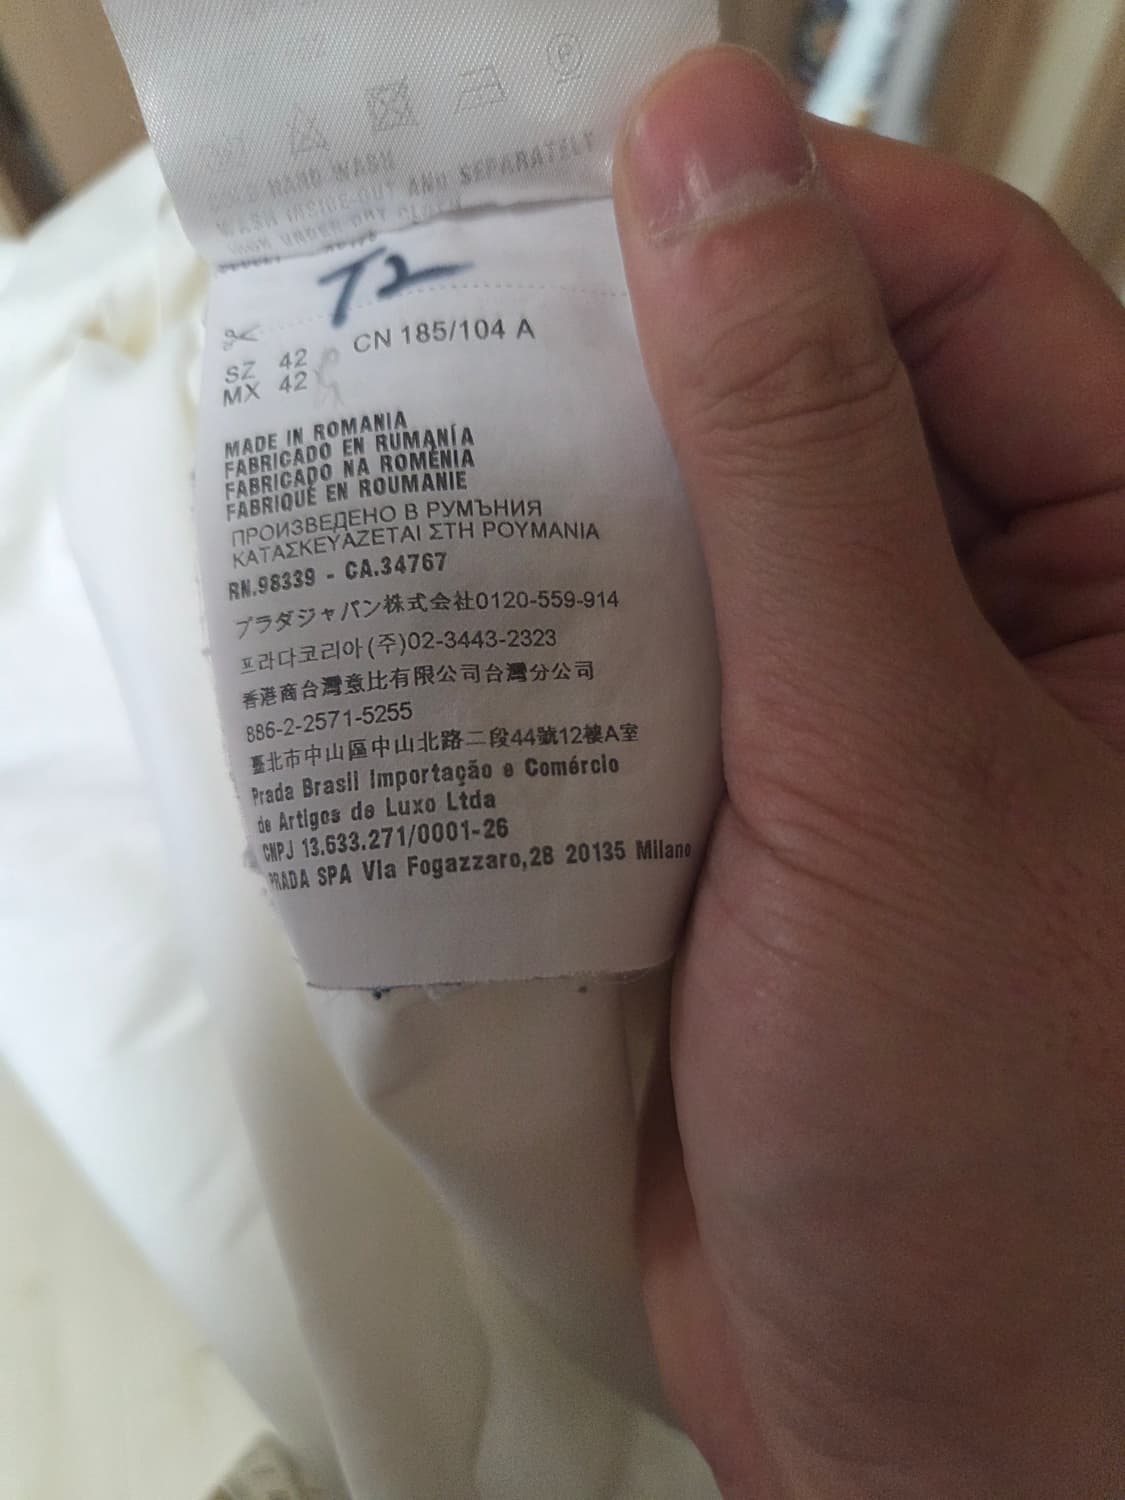 COLD HAND WASH
WASH INSIDE-OUT AND SEPARATELY
IRON UNDER DRY CLOTH
T2
CN 185/104 A
SZ 42
MX 42
MADE IN ROMANIA
FABRICADO EN RUMANÍA
FABRICADO NA ROMÉNIA
FABRIQUÉ EN ROUMANIE
ПРОИЗВЕДЕНО В РУМЪНИЯ
ΚΑΤΑΣΚΕΥΑΖΕΤΑΙ ΣΤΗ ΡΟΥΜΑΝΙΑ
RN.98339 - CA.34767
プラダジャパン株式会社0120-559-914
프라다코리아(주)02-3443-2323
香港商台灣意比有限公司台灣分公司
886-2-2571-5255
臺北市中山區中山北路二段44號12樓A室
Prada Brasil Importação e Comércio
de Artigos de Luxo Ltda
CNPJ 13.633.271/0001-26
PRADA SPA Via Fogazzaro,28 20135 Milano